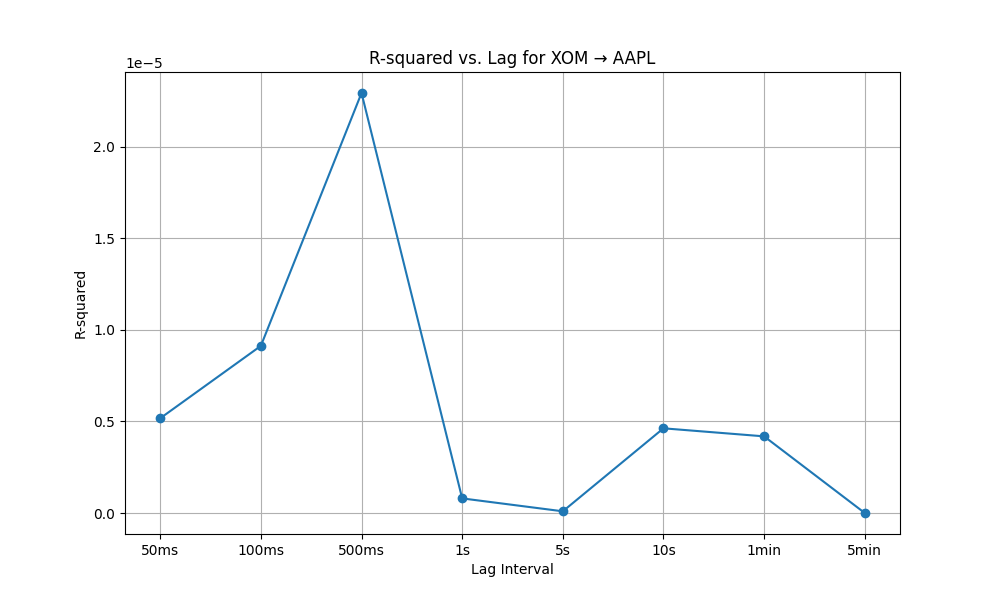 R-squared vs. Lag for XOM → AAPL
1e−5
2.0
1.5
1.0
0.5
0.0
R-squared
50ms 100ms 500ms 1s 5s 10s 1min 5min
Lag Interval